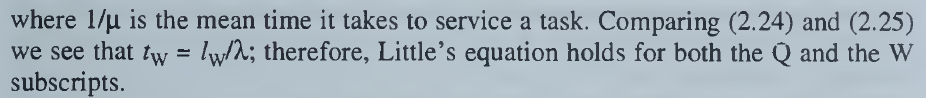 where 1/μ is the mean time it takes to service a task. Comparing (2.24) and (2.25)
we see that t_W = l_W/λ; therefore, Little's equation holds for both the Q and the W
subscripts.